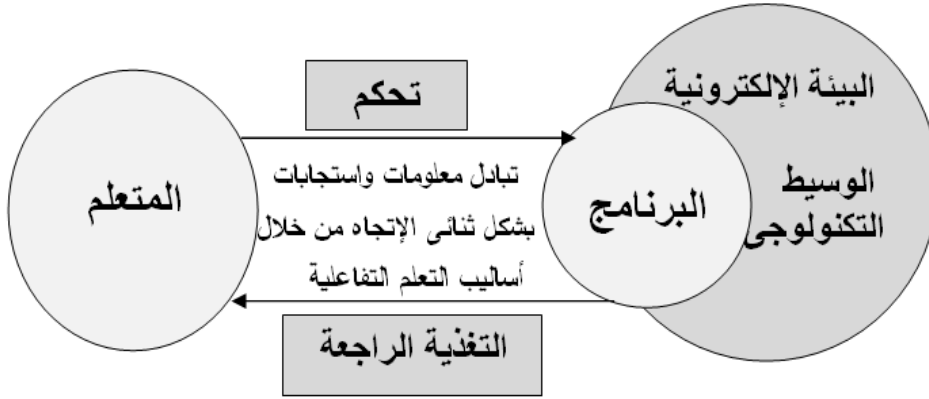 البيئة الإلكترونية
تحكم
تبادل معلومات واستجابات
بشكل ثنائى الإتجاه من خلال
أساليب التعلم التفاعلية
المتعلم
البرنامج
الوسيط
التكنولوجى
التغذية الراجعة